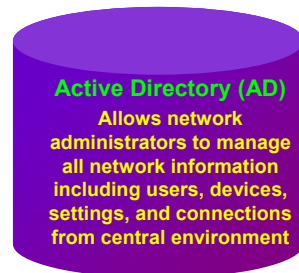 Active Directory (AD)
Allows network
administrators to manage
all network information
including users, devices,
settings, and connections
from central environment